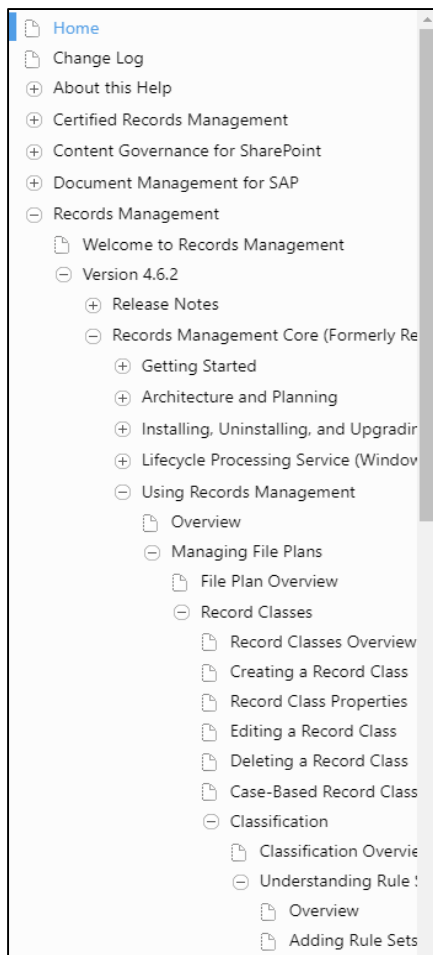 Home
Change Log
About this Help
Certified Records Management
Content Governance for SharePoint
Document Management for SAP
Records Management
Welcome to Records Management
Version 4.6.2
Release Notes
Records Management Core (Formerly Re
Getting Started
Architecture and Planning
Installing, Uninstalling, and Upgradin
Lifecycle Processing Service (Window
Using Records Management
Overview
Managing File Plans
File Plan Overview
Record Classes
Record Classes Overview
Creating a Record Class
Record Class Properties
Editing a Record Class
Deleting a Record Class
Case-Based Record Class
Classification
Classification Overvie
Understanding Rule S
Overview
Adding Rule Sets